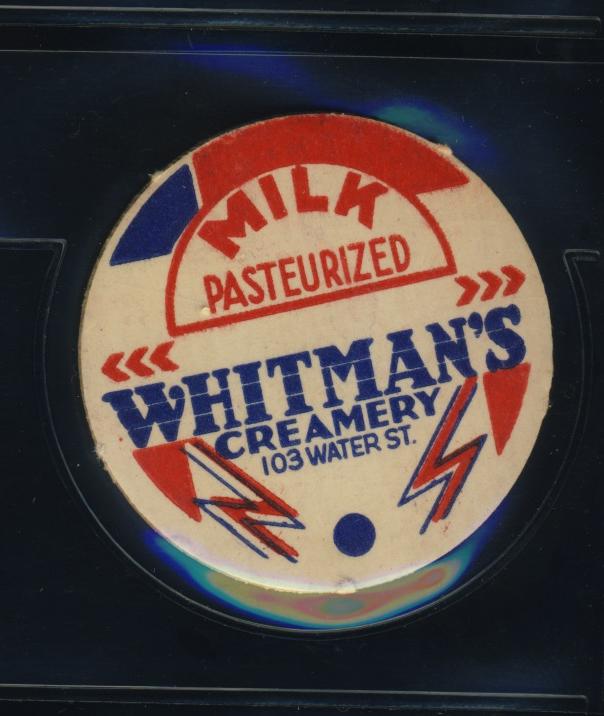 MILK
PASTEURIZED
WHITMAN'S
CREAMERY
103 WATER ST.